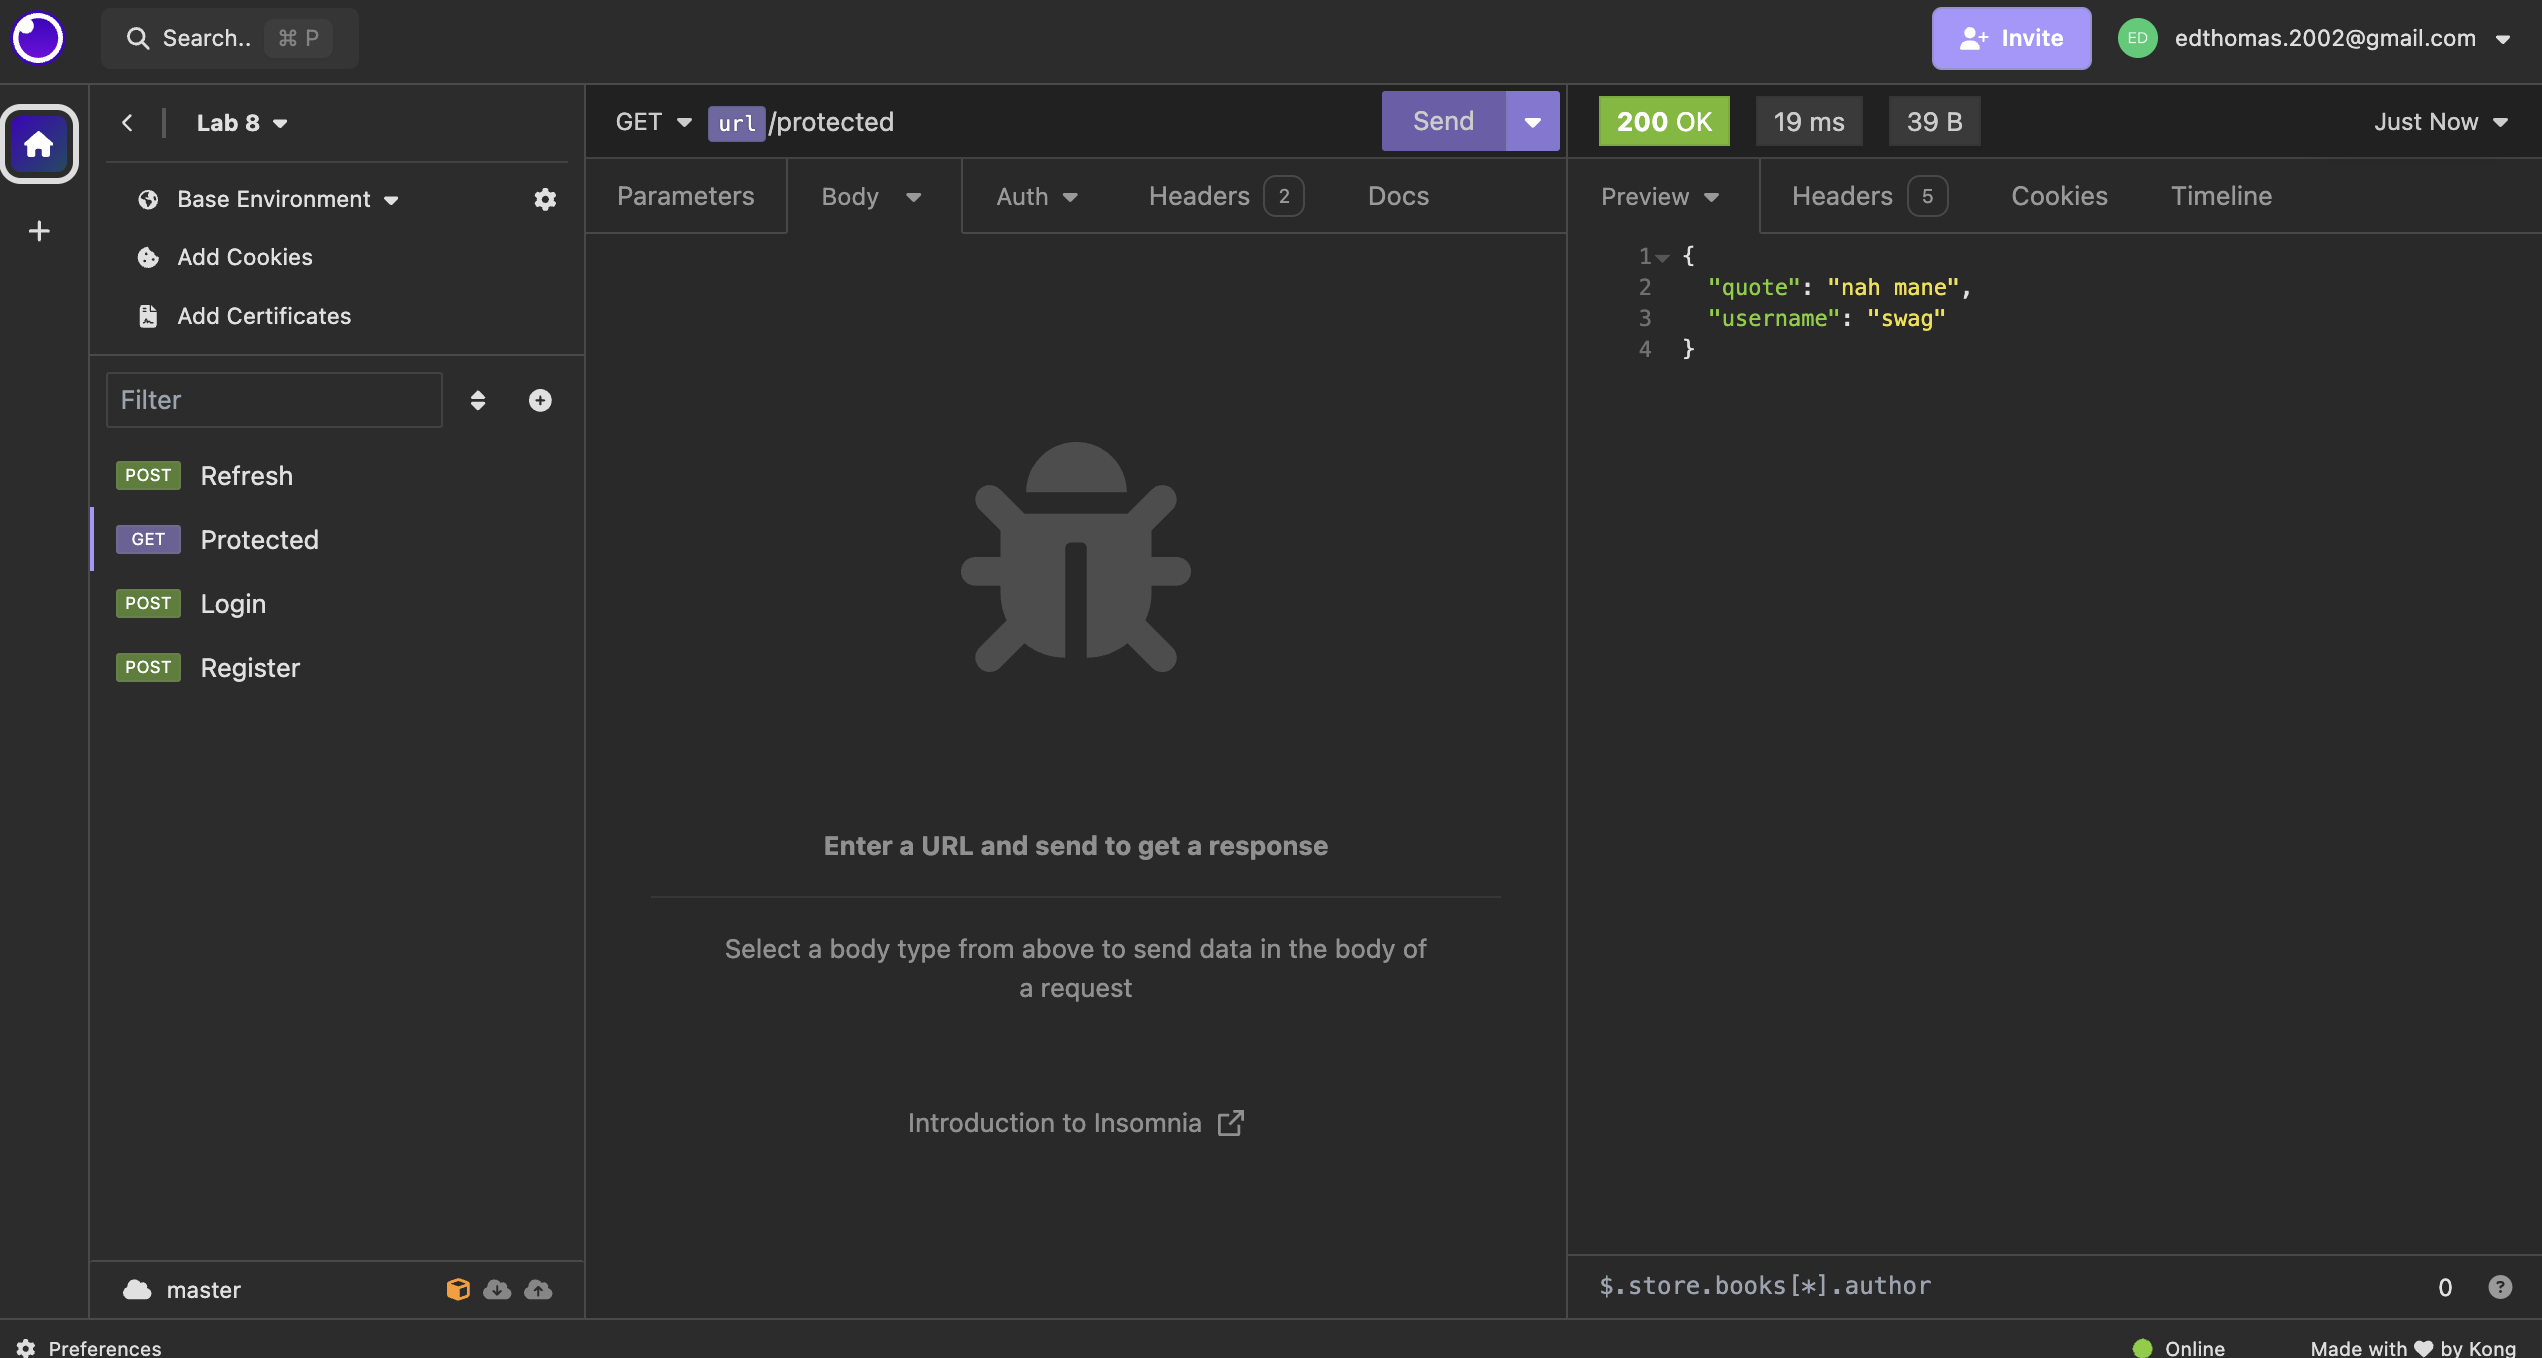 Search.. ⌘ P
Invite
ED
edthomas.2002@gmail.com
Lab 8
Base Environment
Add Cookies
Add Certificates
Filter
POST Refresh
GET Protected
POST Login
POST Register
master
GET url/protected
Send
Parameters
Body
Auth
Headers 2
Docs
Enter a URL and send to get a response
Select a body type from above to send data in the body of
a request
Introduction to Insomnia
200 OK
19 ms
39 B
Just Now
Preview
Headers 5
Cookies
Timeline
1 {
2 "quote": "nah mane",
3 "username": "swag"
4 }
$.store.books[*].author
0
?
Preferences
Online
Made with ♥ by Kong